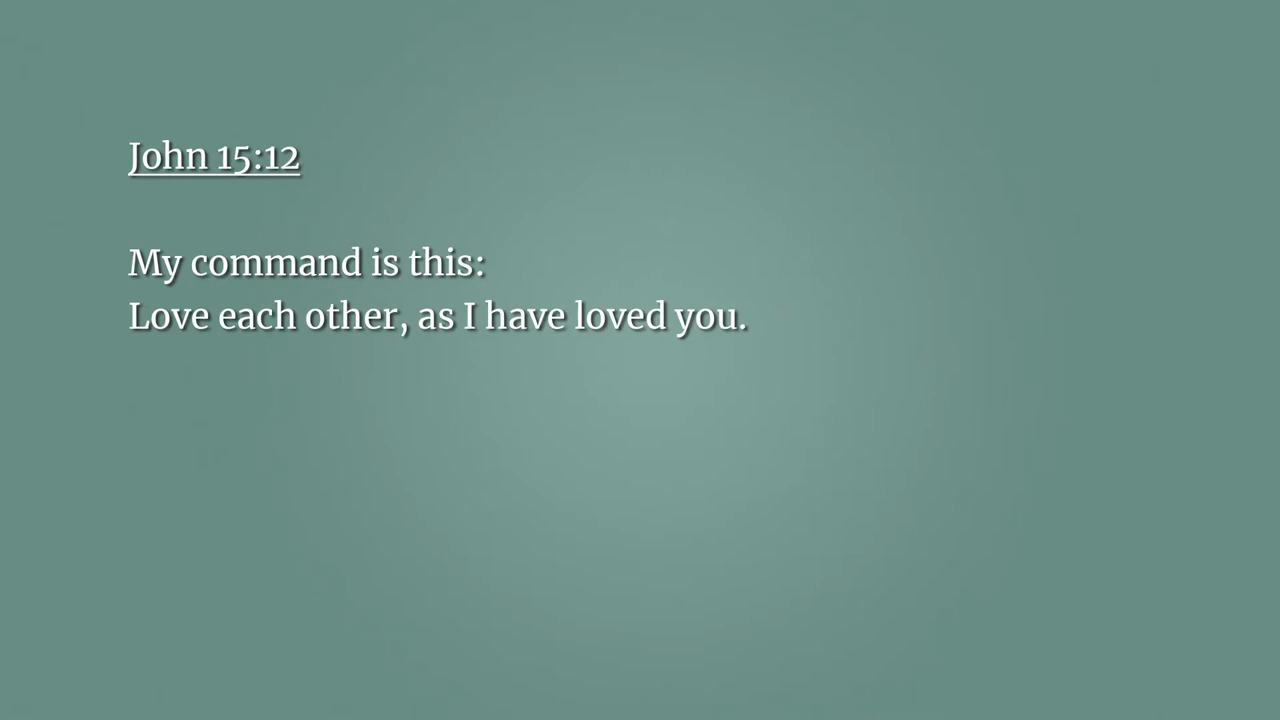 John 15:12
My command is this:
Love each other, as I have loved you.